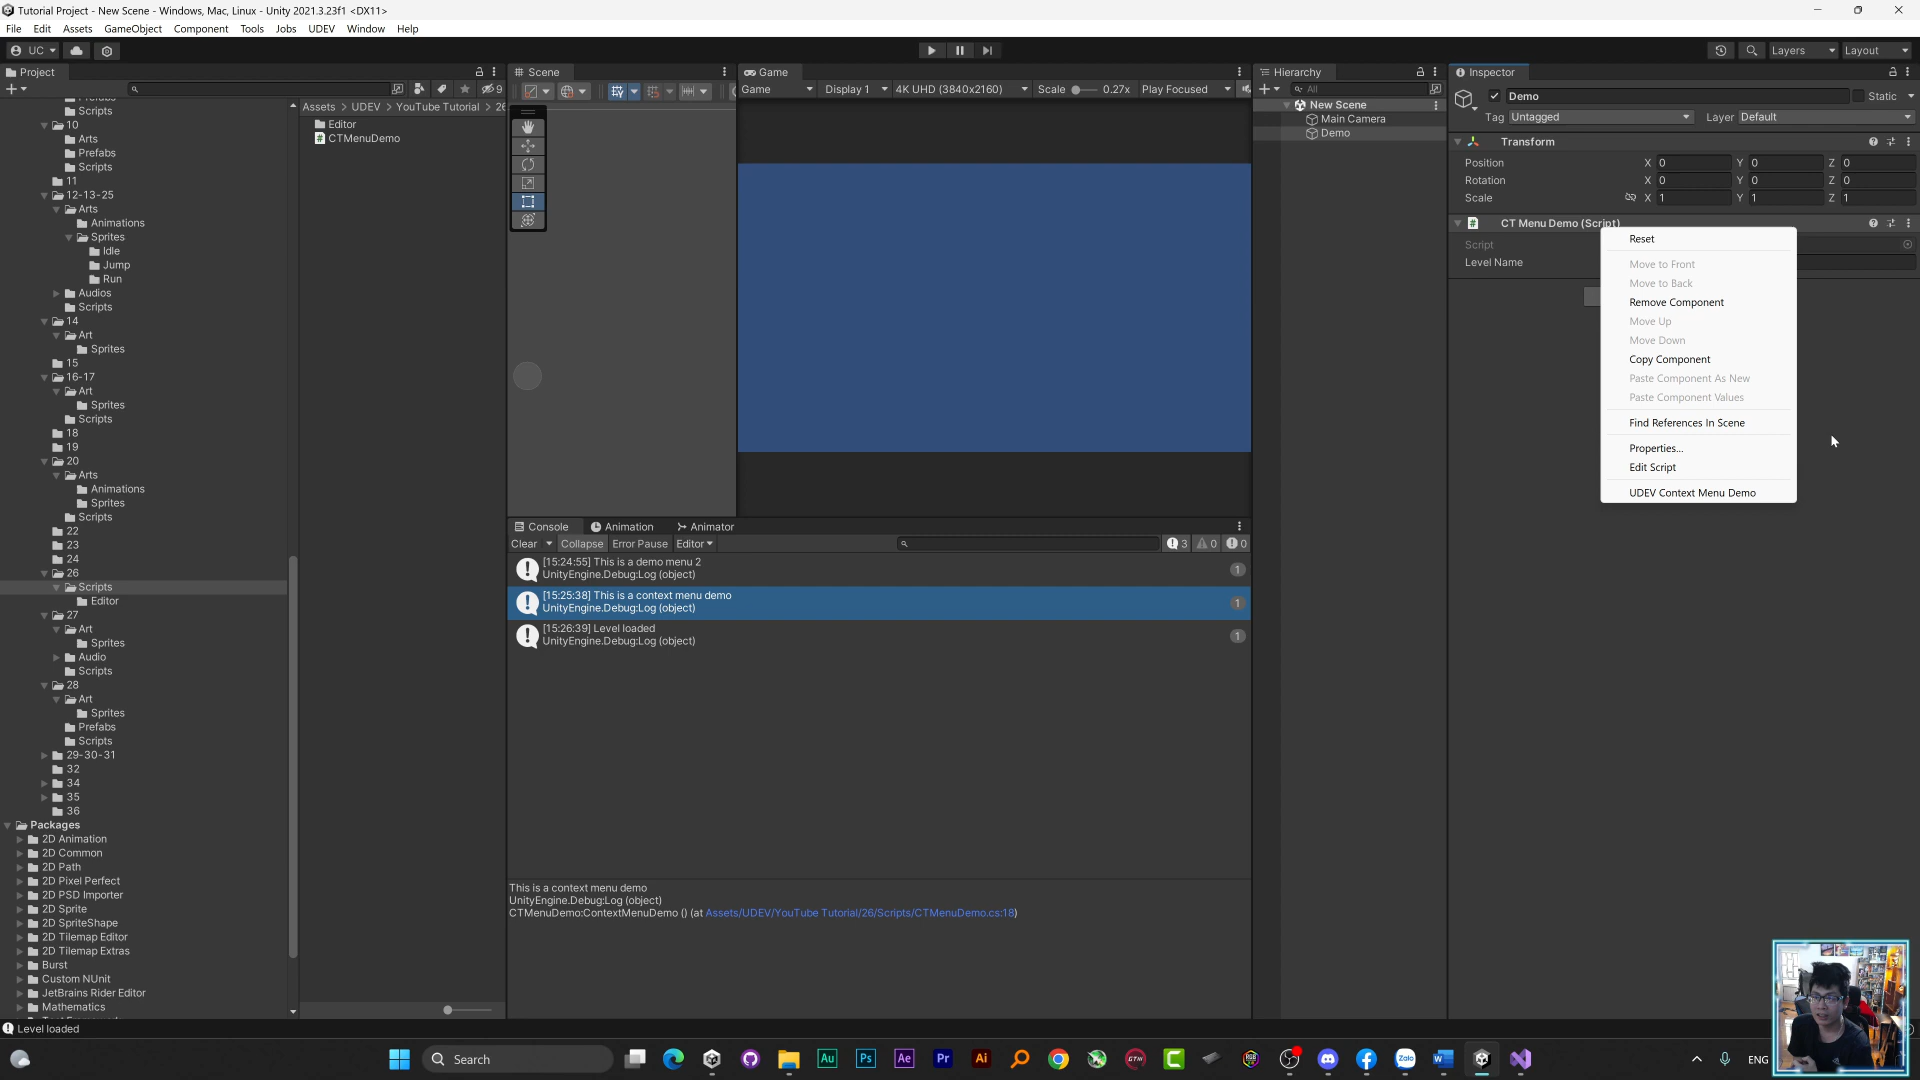 Tutorial Project - New Scene - Windows, Mac, Linux - Unity 2021.3.23f1 <DX11>
File Edit Assets GameObject Component Tools Jobs UDEV Window Help
UC
Layers
Layout
Project
9
Scripts
10
Arts
Prefabs
Scripts
11
12-13-25
Arts
Animations
Sprites
Idle
Jump
Run
Audios
Scripts
14
Art
Sprites
15
16-17
Art
Sprites
Scripts
18
19
20
Arts
Animations
Sprites
Scripts
22
23
24
26
Scripts
Editor
27
Art
Sprites
Audio
Scripts
28
Art
Sprites
Prefabs
Scripts
29-30-31
32
34
35
36
Packages
2D Animation
2D Common
2D Path
2D Pixel Perfect
2D PSD Importer
2D Sprite
2D SpriteShape
2D Tilemap Editor
2D Tilemap Extras
Burst
Custom NUnit
JetBrains Rider Editor
Mathematics
Assets > UDEV > YouTube Tutorial > 26
Editor
CTMenuDemo
Scene
Game
Game Display 1 4K UHD (3840x2160) Scale 0.27x Play Focused
Console Animation Animator
Clear Collapse Error Pause Editor
3 0 0
[15:24:55] This is a demo menu 2
UnityEngine.Debug:Log (object)
1
[15:25:38] This is a context menu demo
UnityEngine.Debug:Log (object)
1
[15:26:39] Level loaded
UnityEngine.Debug:Log (object)
1
This is a context menu demo
UnityEngine.Debug:Log (object)
CTMenuDemo:ContextMenuDemo () (at Assets/UDEV/YouTube Tutorial/26/Scripts/CTMenuDemo.cs:18)
Hierarchy
All
New Scene
Main Camera
Demo
Inspector
Demo
Static
Tag Untagged Layer Default
Transform
Position X 0 Y 0 Z 0
Rotation X 0 Y 0 Z 0
Scale X 1 Y 1 Z 1
CT Menu Demo (Script)
Script
Level Name
Reset
Move to Front
Move to Back
Remove Component
Move Up
Move Down
Copy Component
Paste Component As New
Paste Component Values
Find References In Scene
Properties...
Edit Script
UDEV Context Menu Demo
Level loaded
Search
Au
Ps
Ae
Pr
Ai
Zalo
ENG